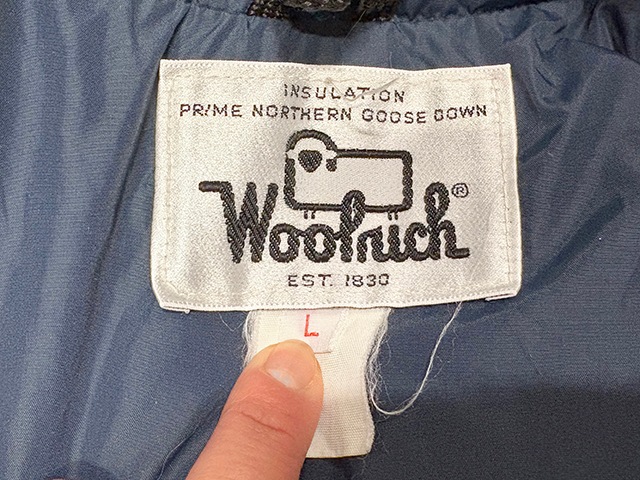 INSULATION
PRIME NORTHERN GOOSE DOWN
Woolrich®
EST. 1830
L